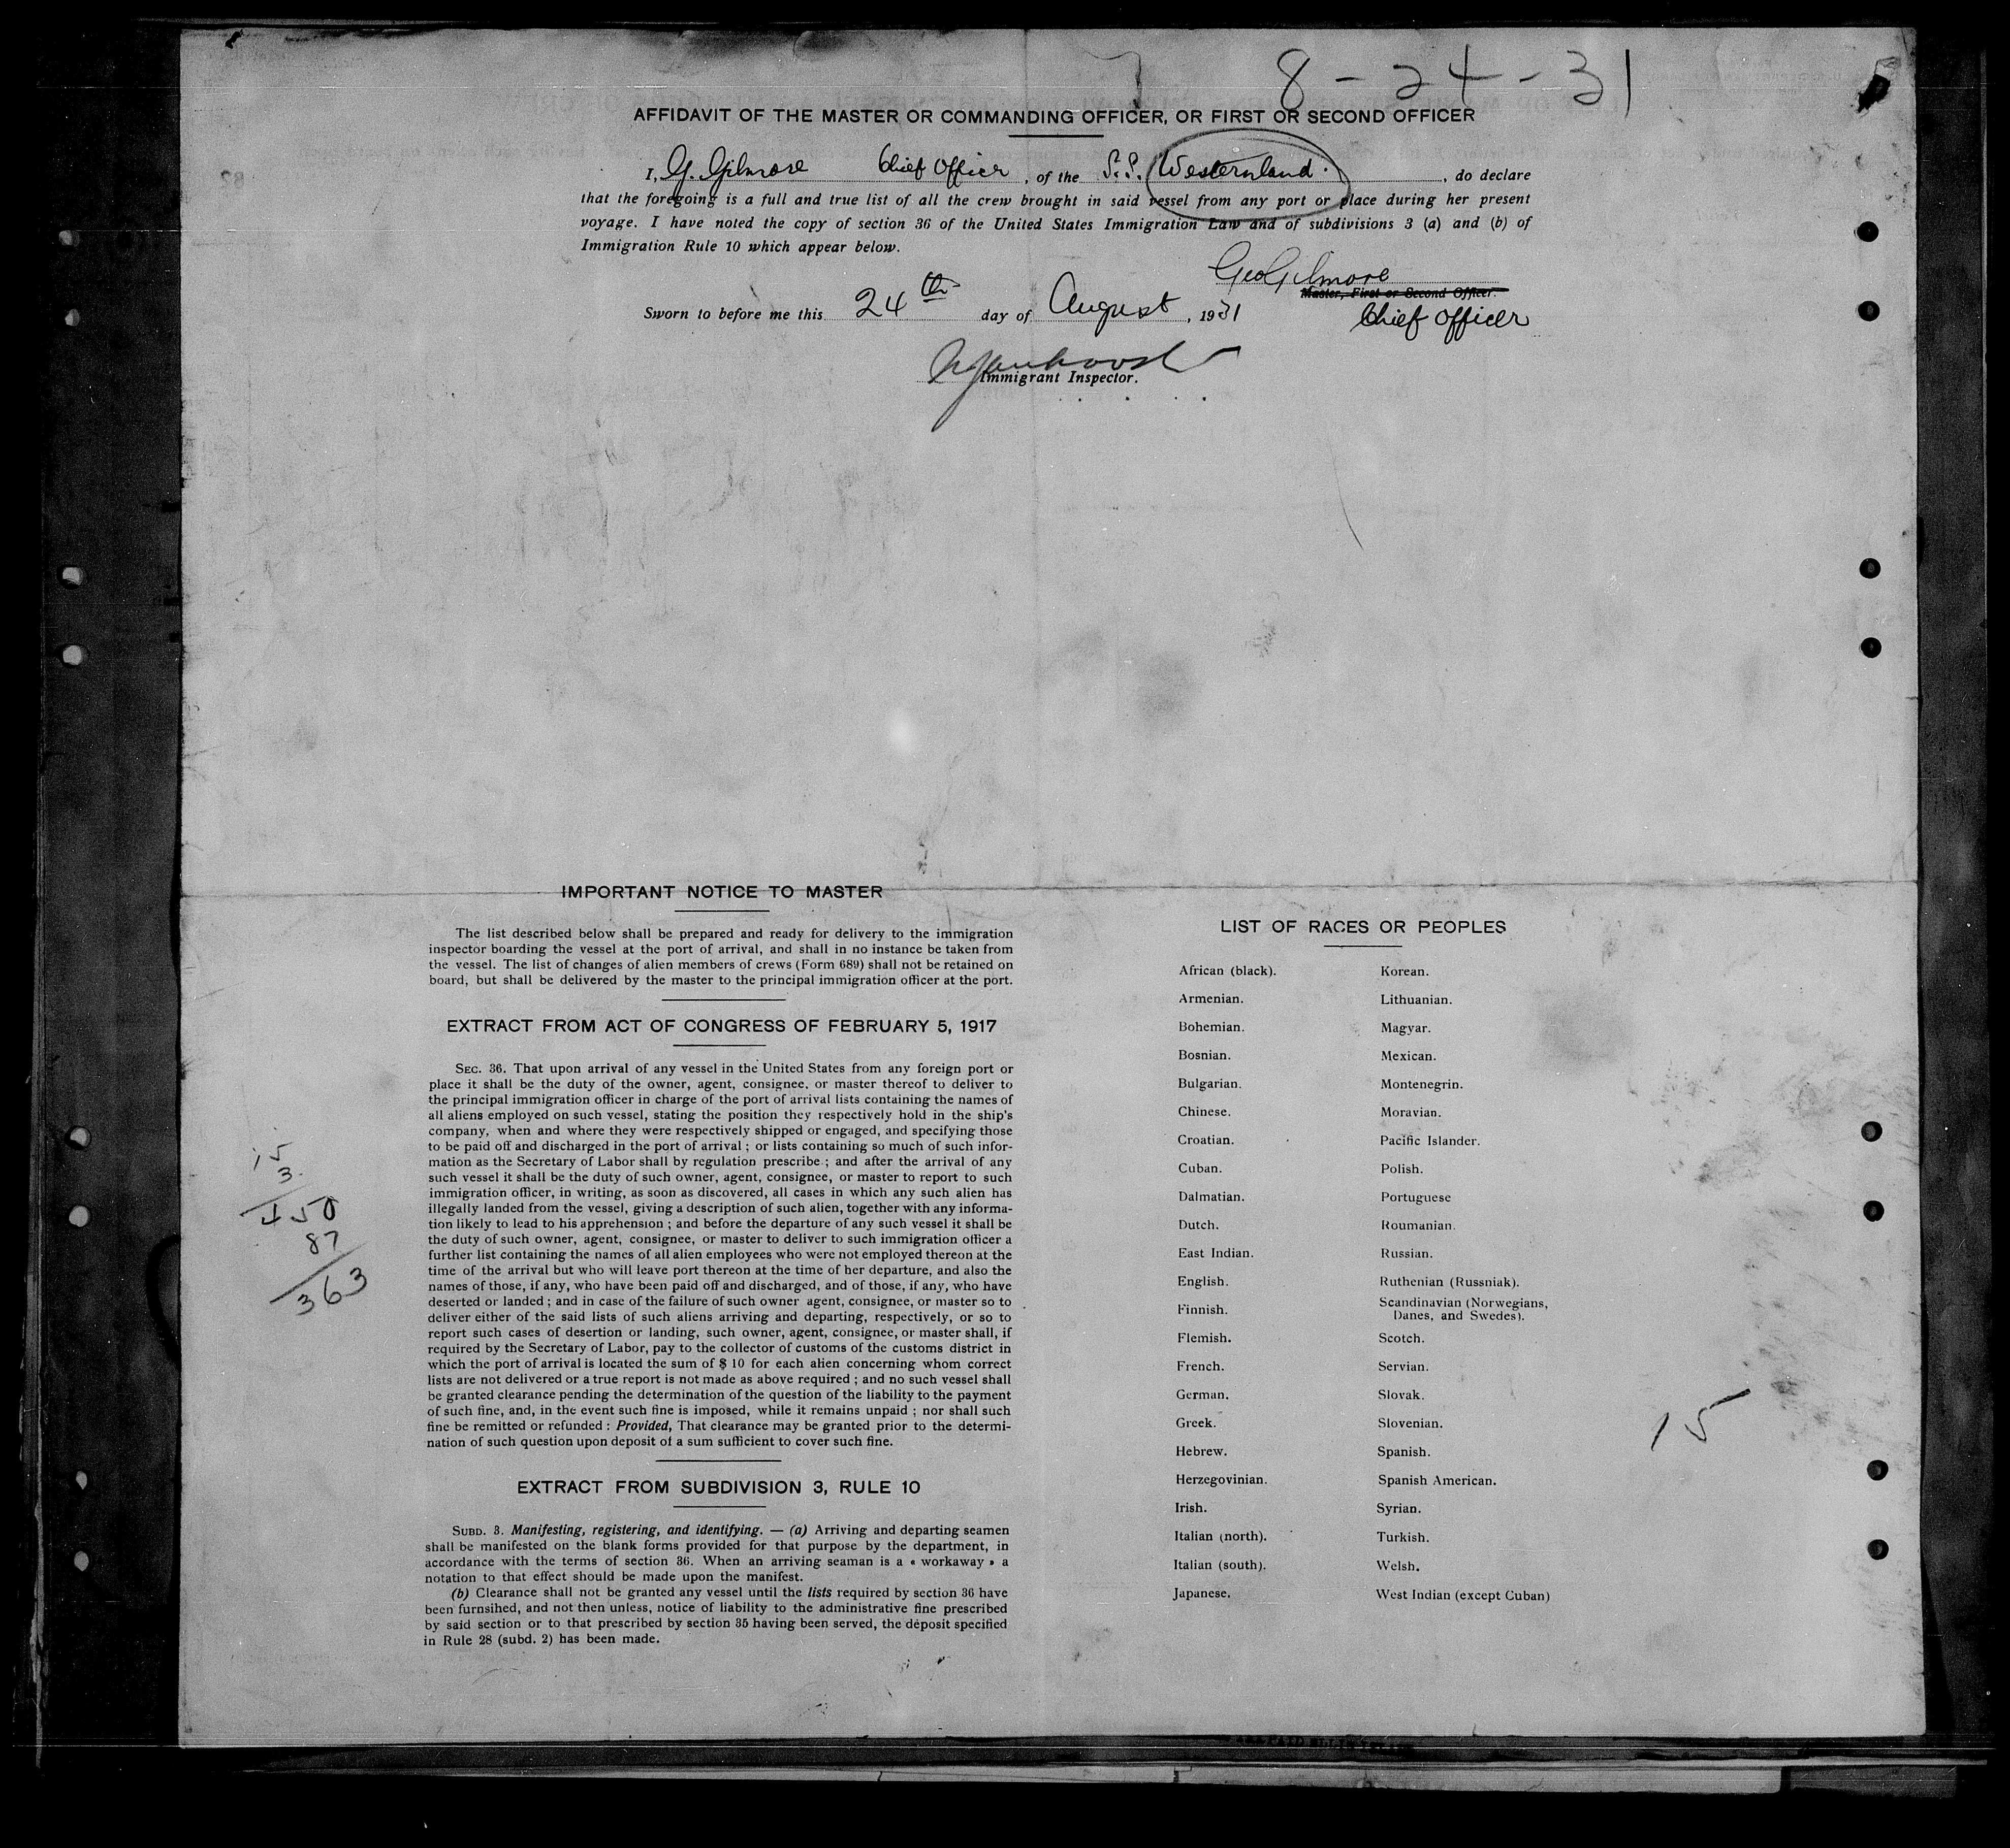 8-24-31
AFFIDAVIT OF THE MASTER OR COMMANDING OFFICER, OR FIRST OR SECOND OFFICER
I, G. Gilmore Chief Officer, of the S.S. Westernland., do declare
that the foregoing is a full and true list of all the crew brought in said vessel from any port or place during her present
voyage. I have noted the copy of section 36 of the United States Immigration Law and of subdivisions 3 (a) and (b) of
Immigration Rule 10 which appear below.
Geo Gilmore
Master, First or Second Officer.
Chief Officer
Sworn to before me this 24th day of August, 1931
Immigrant Inspector.
IMPORTANT NOTICE TO MASTER
The list described below shall be prepared and ready for delivery to the immigration
inspector boarding the vessel at the port of arrival, and shall in no instance be taken from
the vessel. The list of changes of alien members of crews (Form 689) shall not be retained on
board, but shall be delivered by the master to the principal immigration officer at the port.
EXTRACT FROM ACT OF CONGRESS OF FEBRUARY 5, 1917
SEC. 36. That upon arrival of any vessel in the United States from any foreign port or
place it shall be the duty of the owner, agent, consignee, or master thereof to deliver to
the principal immigration officer in charge of the port of arrival lists containing the names of
all aliens employed on such vessel, stating the position they respectively hold in the ship's
company, when and where they were respectively shipped or engaged, and specifying those
to be paid off and discharged in the port of arrival ; or lists containing so much of such infor-
mation as the Secretary of Labor shall by regulation prescribe ; and after the arrival of any
such vessel it shall be the duty of such owner, agent, consignee, or master to report to such
immigration officer, in writing, as soon as discovered, all cases in which any such alien has
illegally landed from the vessel, giving a description of such alien, together with any informa-
tion likely to lead to his apprehension ; and before the departure of any such vessel it shall be
the duty of such owner, agent, consignee, or master to deliver to such immigration officer a
further list containing the names of all alien employees who were not employed thereon at the
time of the arrival but who will leave port thereon at the time of her departure, and also the
names of those, if any, who have been paid off and discharged, and of those, if any, who have
deserted or landed ; and in case of the failure of such owner agent, consignee, or master so to
deliver either of the said lists of such aliens arriving and departing, respectively, or so to
report such cases of desertion or landing, such owner, agent, consignee, or master shall, if
required by the Secretary of Labor, pay to the collector of customs of the customs district in
which the port of arrival is located the sum of $ 10 for each alien concerning whom correct
lists are not delivered or a true report is not made as above required ; and no such vessel shall
be granted clearance pending the determination of the question of the liability to the payment
of such fine, and, in the event such fine is imposed, while it remains unpaid ; nor shall such
fine be remitted or refunded : Provided, That clearance may be granted prior to the determi-
nation of such question upon deposit of a sum sufficient to cover such fine.
EXTRACT FROM SUBDIVISION 3, RULE 10
SUBD. 3. Manifesting, registering, and identifying. — (a) Arriving and departing seamen
shall be manifested on the blank forms provided for that purpose by the department, in
accordance with the terms of section 36. When an arriving seaman is a « workaway » a
notation to that effect should be made upon the manifest.
(b) Clearance shall not be granted any vessel until the lists required by section 36 have
been furnsihed, and not then unless, notice of liability to the administrative fine prescribed
by said section or to that prescribed by section 35 having been served, the deposit specified
in Rule 28 (subd. 2) has been made.
15
3
450
87
363
LIST OF RACES OR PEOPLES
African (black). Korean.
Armenian. Lithuanian.
Bohemian. Magyar.
Bosnian. Mexican.
Bulgarian. Montenegrin.
Chinese. Moravian.
Croatian. Pacific Islander.
Cuban. Polish.
Dalmatian. Portuguese
Dutch. Roumanian.
East Indian. Russian.
English. Ruthenian (Russniak).
Finnish. Scandinavian (Norwegians,
Danes, and Swedes).
Flemish. Scotch.
French. Servian.
German. Slovak.
Greek. Slovenian.
Hebrew. Spanish.
Herzegovinian. Spanish American.
Irish. Syrian.
Italian (north). Turkish.
Italian (south). Welsh.
Japanese. West Indian (except Cuban)
15